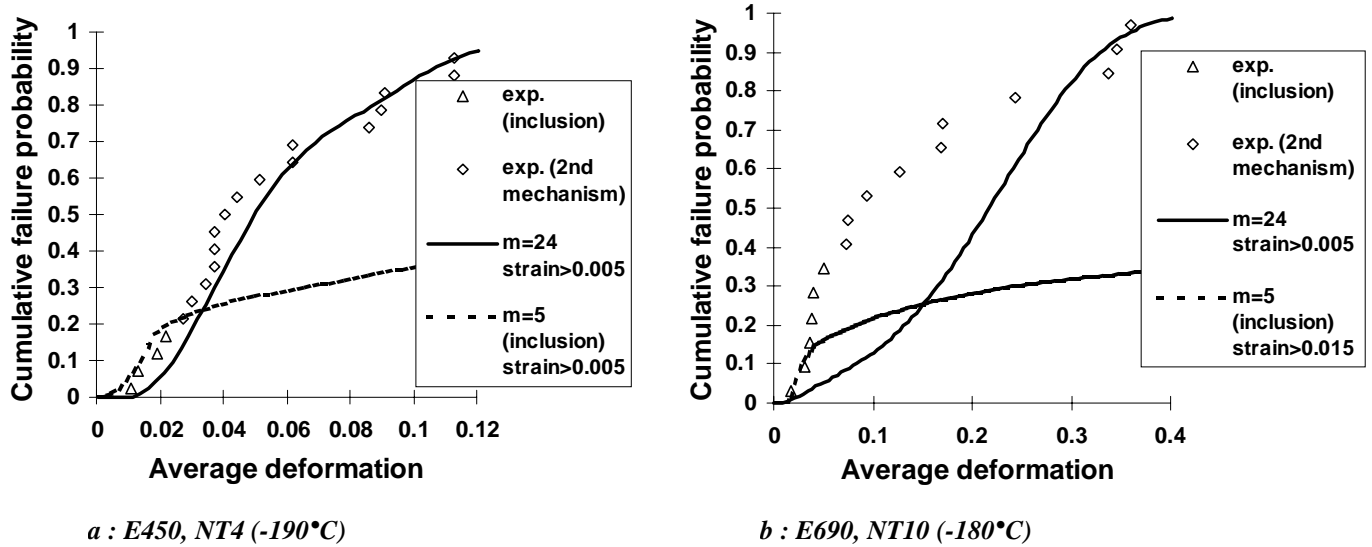 Cumulative failure probability
1
0.9
0.8
0.7
0.6
0.5
0.4
0.3
0.2
0.1
0
0 0.02 0.04 0.06 0.08 0.1 0.12
Average deformation
exp.
(inclusion)
exp. (2nd
mechanism)
m=24
strain>0.005
m=5
(inclusion)
strain>0.005
a : E450, NT4 (-190°C)
Cumulative failure probability
1
0.9
0.8
0.7
0.6
0.5
0.4
0.3
0.2
0.1
0
0 0.1 0.2 0.3 0.4
Average deformation
exp.
(inclusion)
exp. (2nd
mechanism)
m=24
strain>0.005
m=5
(inclusion)
strain>0.015
b : E690, NT10 (-180°C)